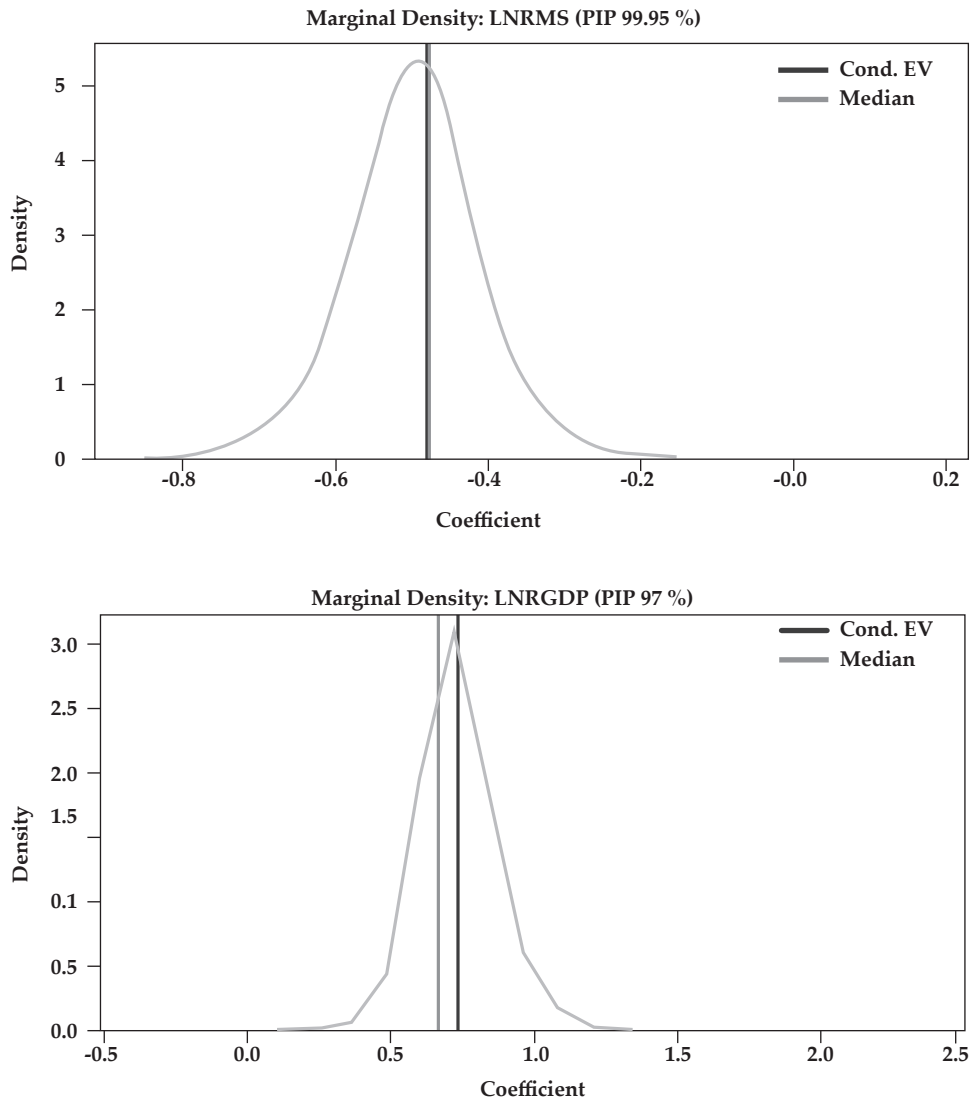 Marginal Density: LNRMS (PIP 99.95 %)
Cond. EV
Median
5
4
3
2
1
0
Density
-0.8 -0.6 -0.4 -0.2 -0.0 0.2
Coefficient
Marginal Density: LNRGDP (PIP 97 %)
Cond. EV
Median
3.0
2.5
2.0
1.5
0.1
0.5
0.0
Density
-0.5 0.0 0.5 1.0 1.5 2.0 2.5
Coefficient